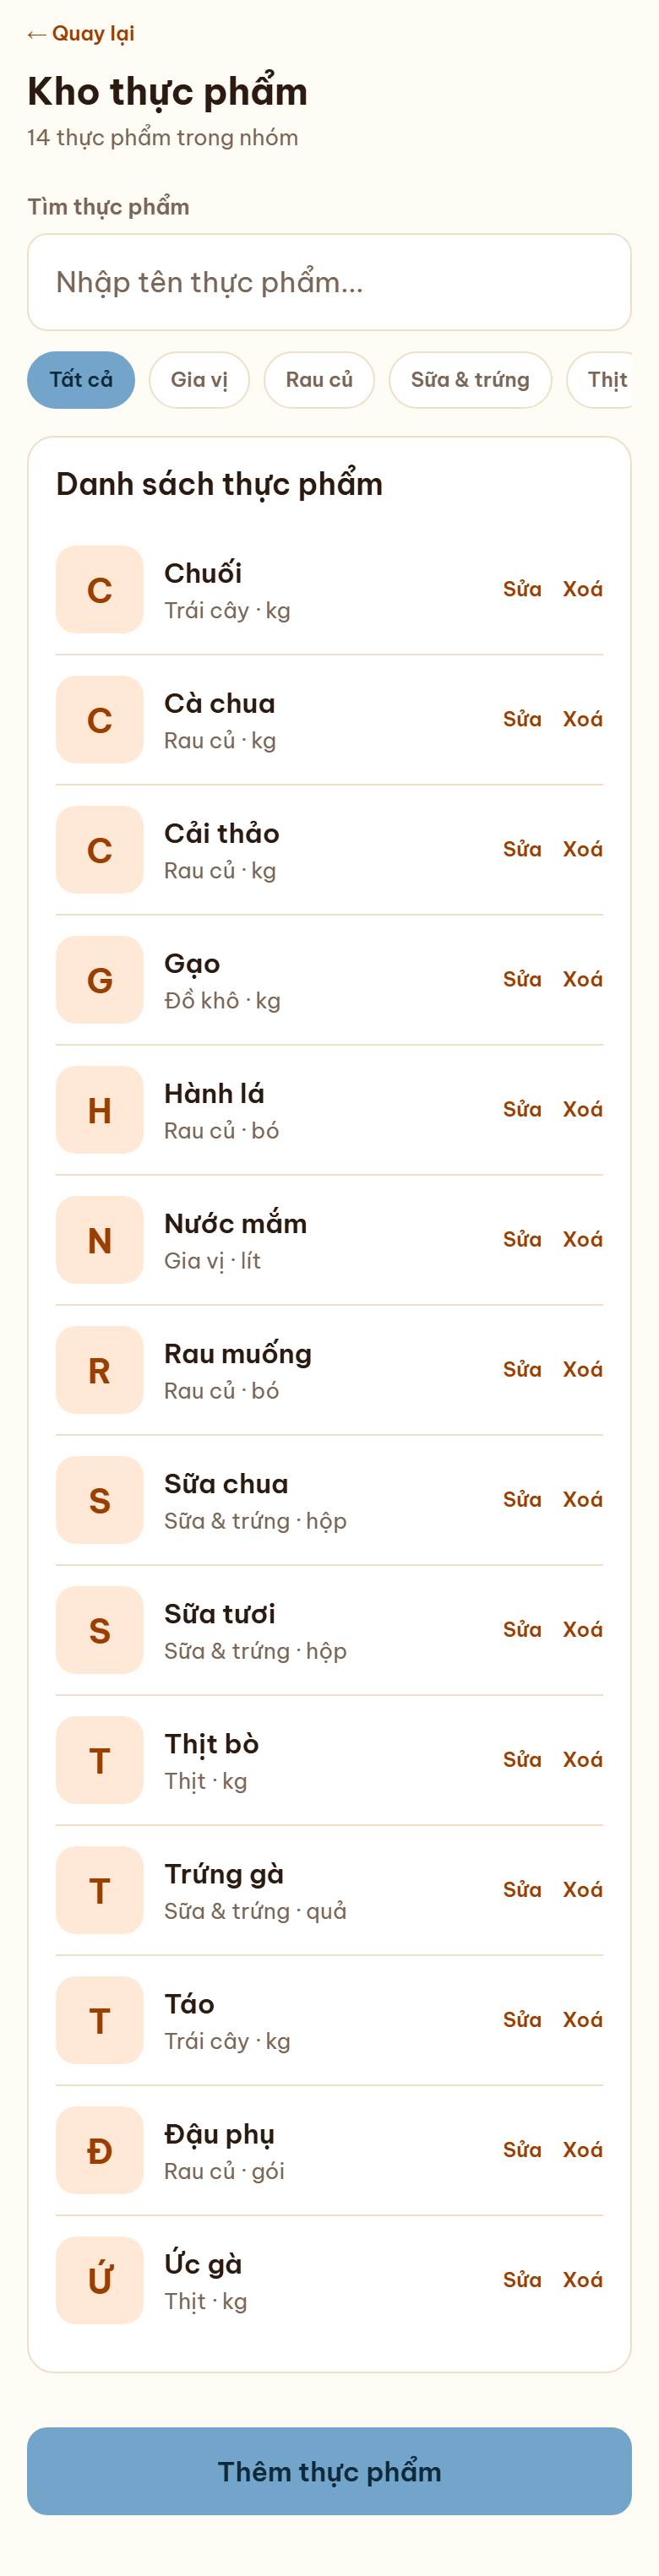 ← Quay lại
Kho thực phẩm
14 thực phẩm trong nhóm
Tìm thực phẩm
Nhập tên thực phẩm...
Tất cả Gia vị Rau củ Sữa & trứng Thịt
Danh sách thực phẩm
C Chuối Sửa Xoá
Trái cây · kg
C Cà chua Sửa Xoá
Rau củ · kg
C Cải thảo Sửa Xoá
Rau củ · kg
G Gạo Sửa Xoá
Đồ khô · kg
H Hành lá Sửa Xoá
Rau củ · bó
N Nước mắm Sửa Xoá
Gia vị · lít
R Rau muống Sửa Xoá
Rau củ · bó
S Sữa chua Sửa Xoá
Sữa & trứng · hộp
S Sữa tươi Sửa Xoá
Sữa & trứng · hộp
T Thịt bò Sửa Xoá
Thịt · kg
T Trứng gà Sửa Xoá
Sữa & trứng · quả
T Táo Sửa Xoá
Trái cây · kg
Đ Đậu phụ Sửa Xoá
Rau củ · gói
Ứ Ức gà Sửa Xoá
Thịt · kg
Thêm thực phẩm